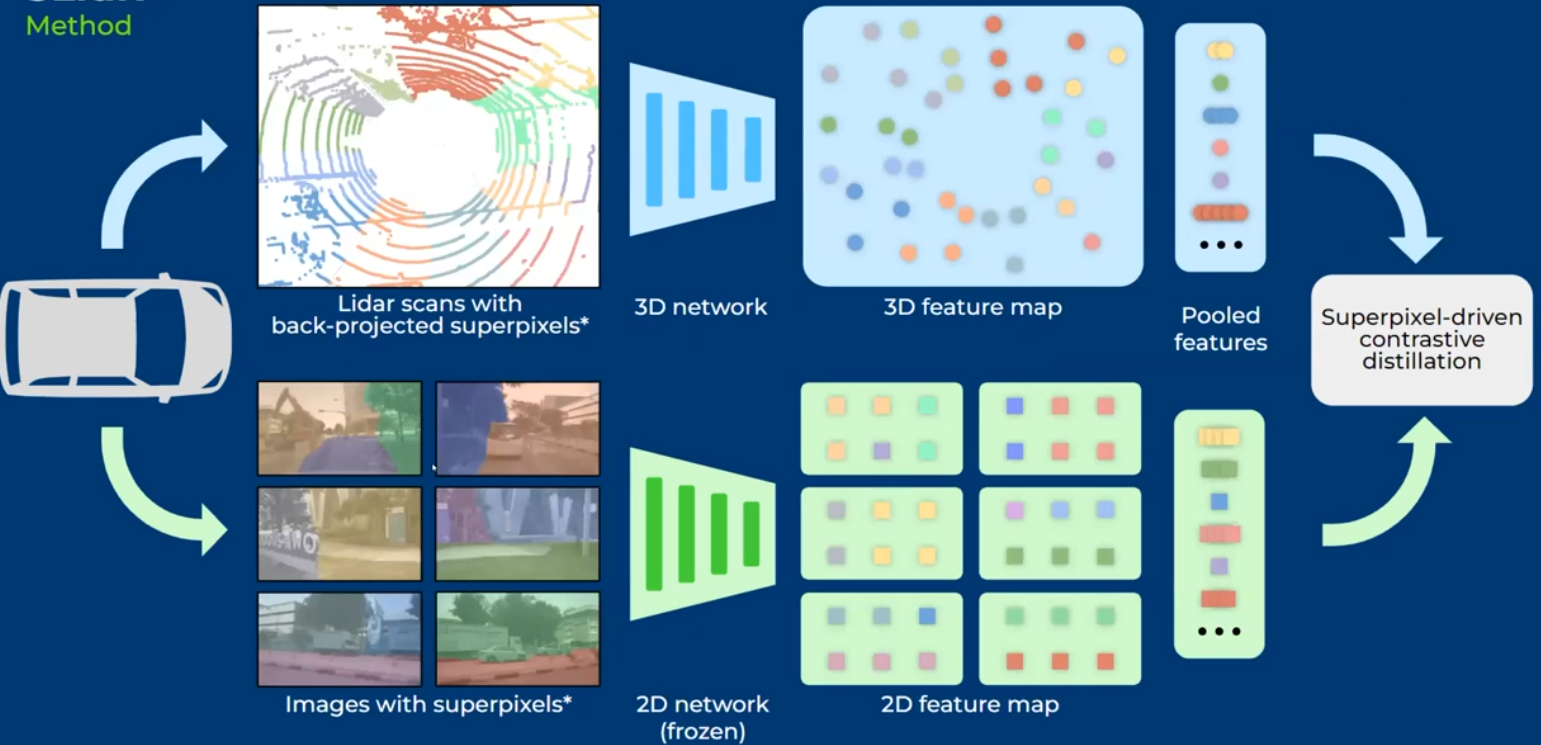 Method
Lidar scans with
back-projected superpixels*
3D network
3D feature map
Pooled
features
Superpixel-driven
contrastive
distillation
Images with superpixels*
2D network
(frozen)
2D feature map